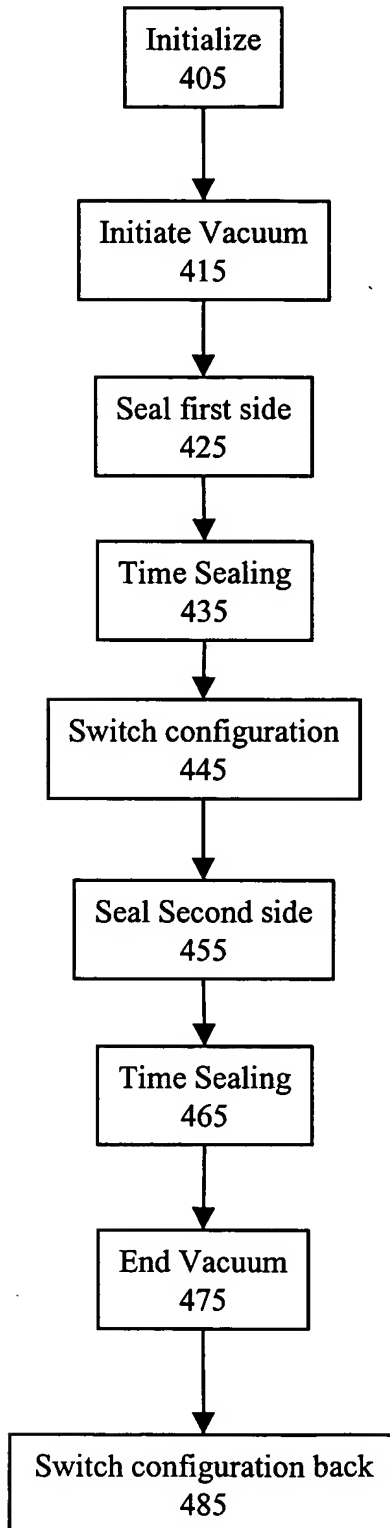 Initialize
405
Initiate Vacuum
415
Seal first side
425
Time Sealing
435
Switch configuration
445
Seal Second side
455
Time Sealing
465
End Vacuum
475
Switch configuration back
485